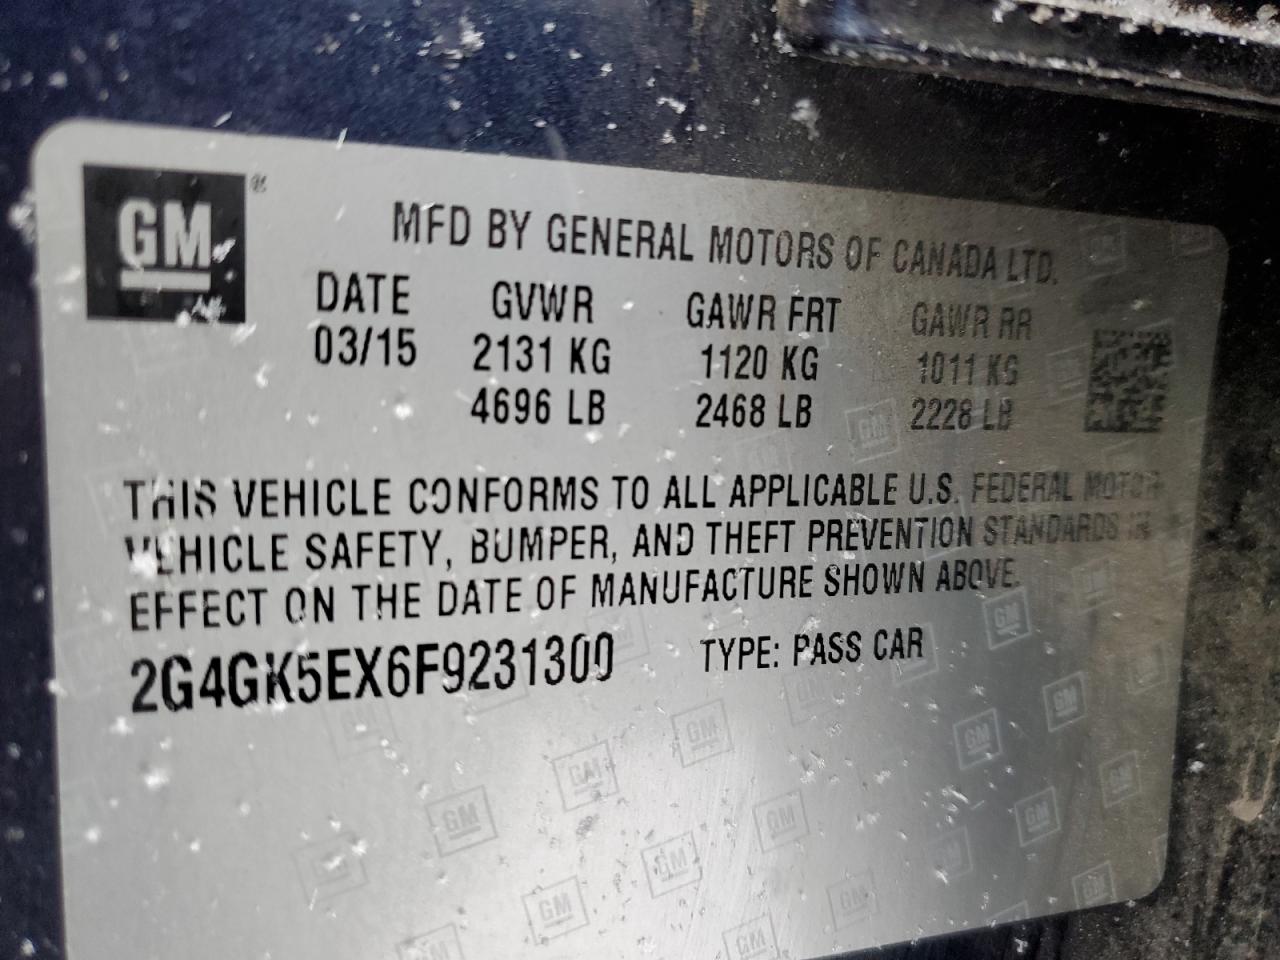 GM®
MFD BY GENERAL MOTORS OF CANADA LTD.
DATE GVWR GAWR FRT GAWR RR
03/15 2131 KG 1120 KG 1011 KG
4696 LB 2468 LB 2228 LB
THIS VEHICLE CONFORMS TO ALL APPLICABLE U.S. FEDERAL MOTOR
VEHICLE SAFETY, BUMPER, AND THEFT PREVENTION STANDARDS IN
EFFECT ON THE DATE OF MANUFACTURE SHOWN ABOVE.
2G4GK5EX6F9231300 TYPE: PASS CAR